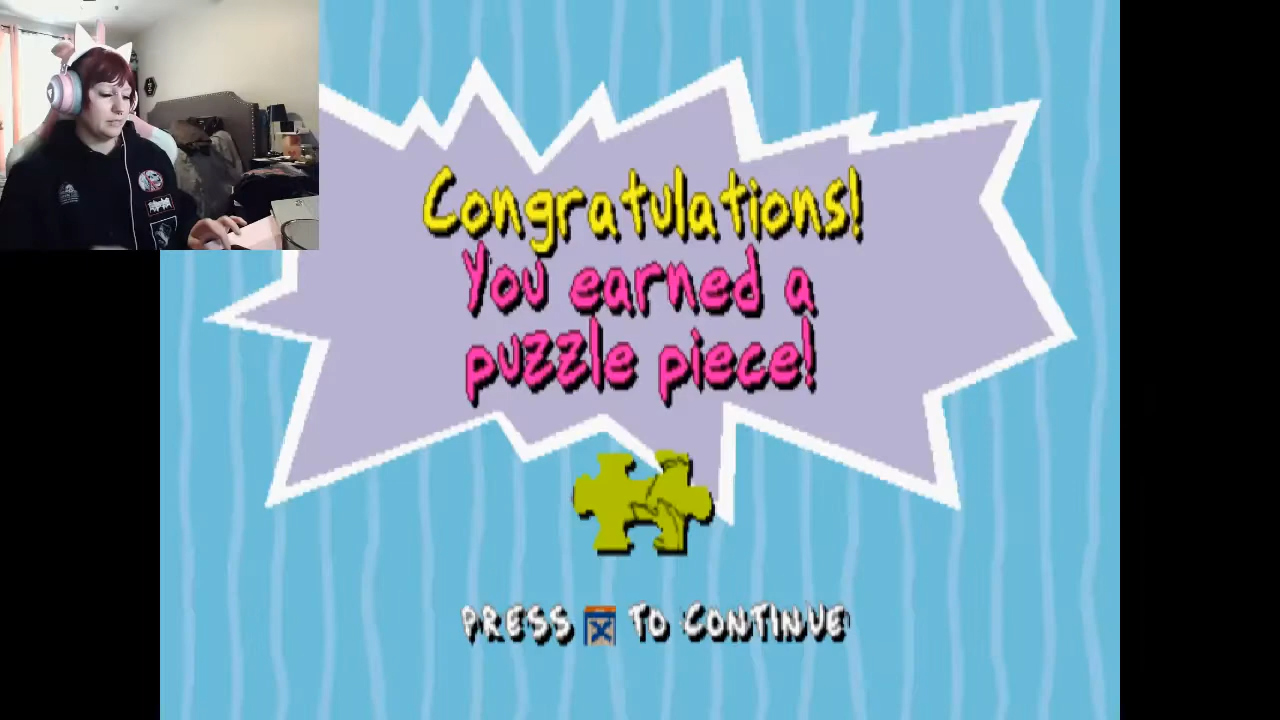 Congratulations!
You earned a
puzzle piece!
PRESS X TO CONTINUE